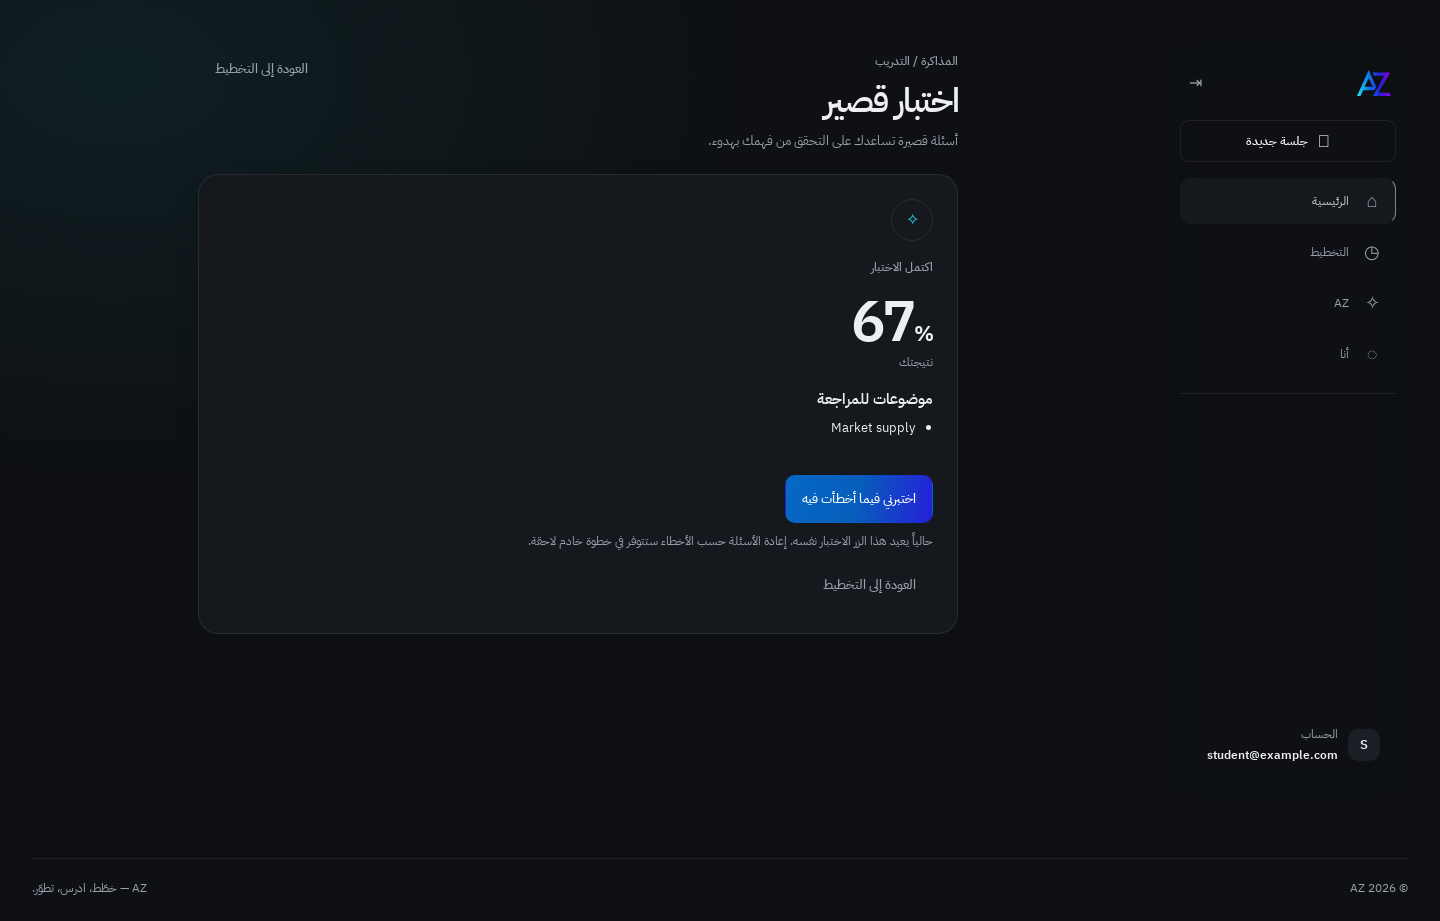 AZ
جلسة جديدة
الرئيسية
التخطيط
AZ
أنا
الحساب
S
student@example.com
المذاكرة / التدريب
العودة إلى التخطيط
اختبار قصير
أسئلة قصيرة تساعدك على التحقق من فهمك بهدوء.
اكتمل الاختبار
67%
نتيجتك
موضوعات للمراجعة
Market supply
اختبرني فيما أخطأت فيه
حالياً يعيد هذا الزر الاختبار نفسه. إعادة الأسئلة حسب الأخطاء ستتوفر في خطوة خادم لاحقة.
العودة إلى التخطيط
© 2026 AZ
AZ — خطّط، ادرس، تطوّر.